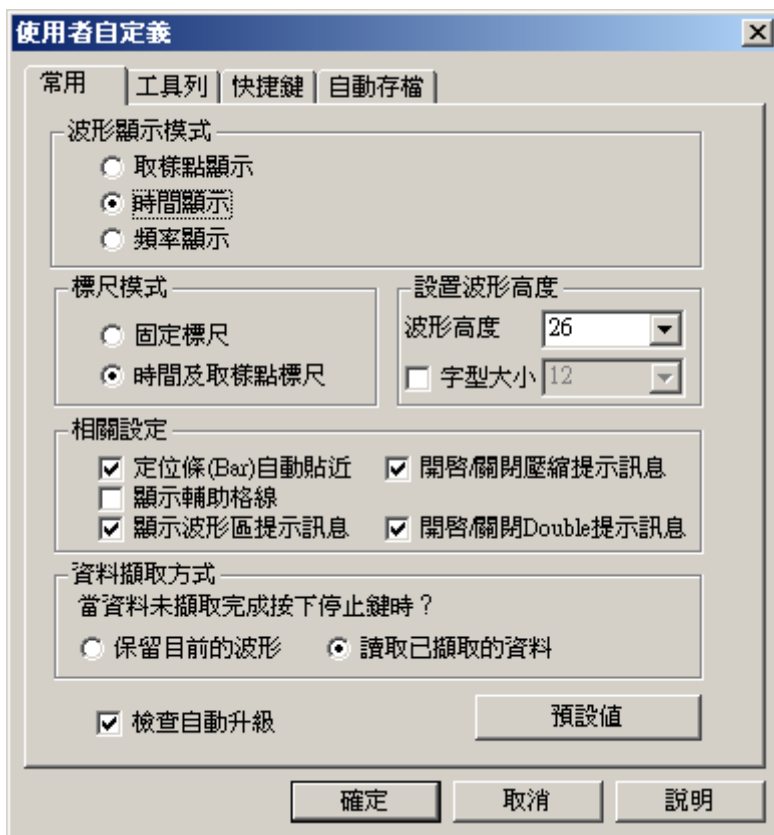 使用者自定義
常用 工具列 快捷鍵 自動存檔
波形顯示模式
取樣點顯示
時間顯示
頻率顯示
標尺模式
固定標尺
時間及取樣點標尺
設置波形高度
波形高度 26
字型大小 12
相關設定
定位條(Bar)自動貼近 開啓/關閉壓縮提示訊息
顯示輔助格線
顯示波形區提示訊息 開啓/關閉Double提示訊息
資料擷取方式
當資料未擷取完成按下停止鍵時？
保留目前的波形 讀取已擷取的資料
檢查自動升級 預設值
確定 取消 說明